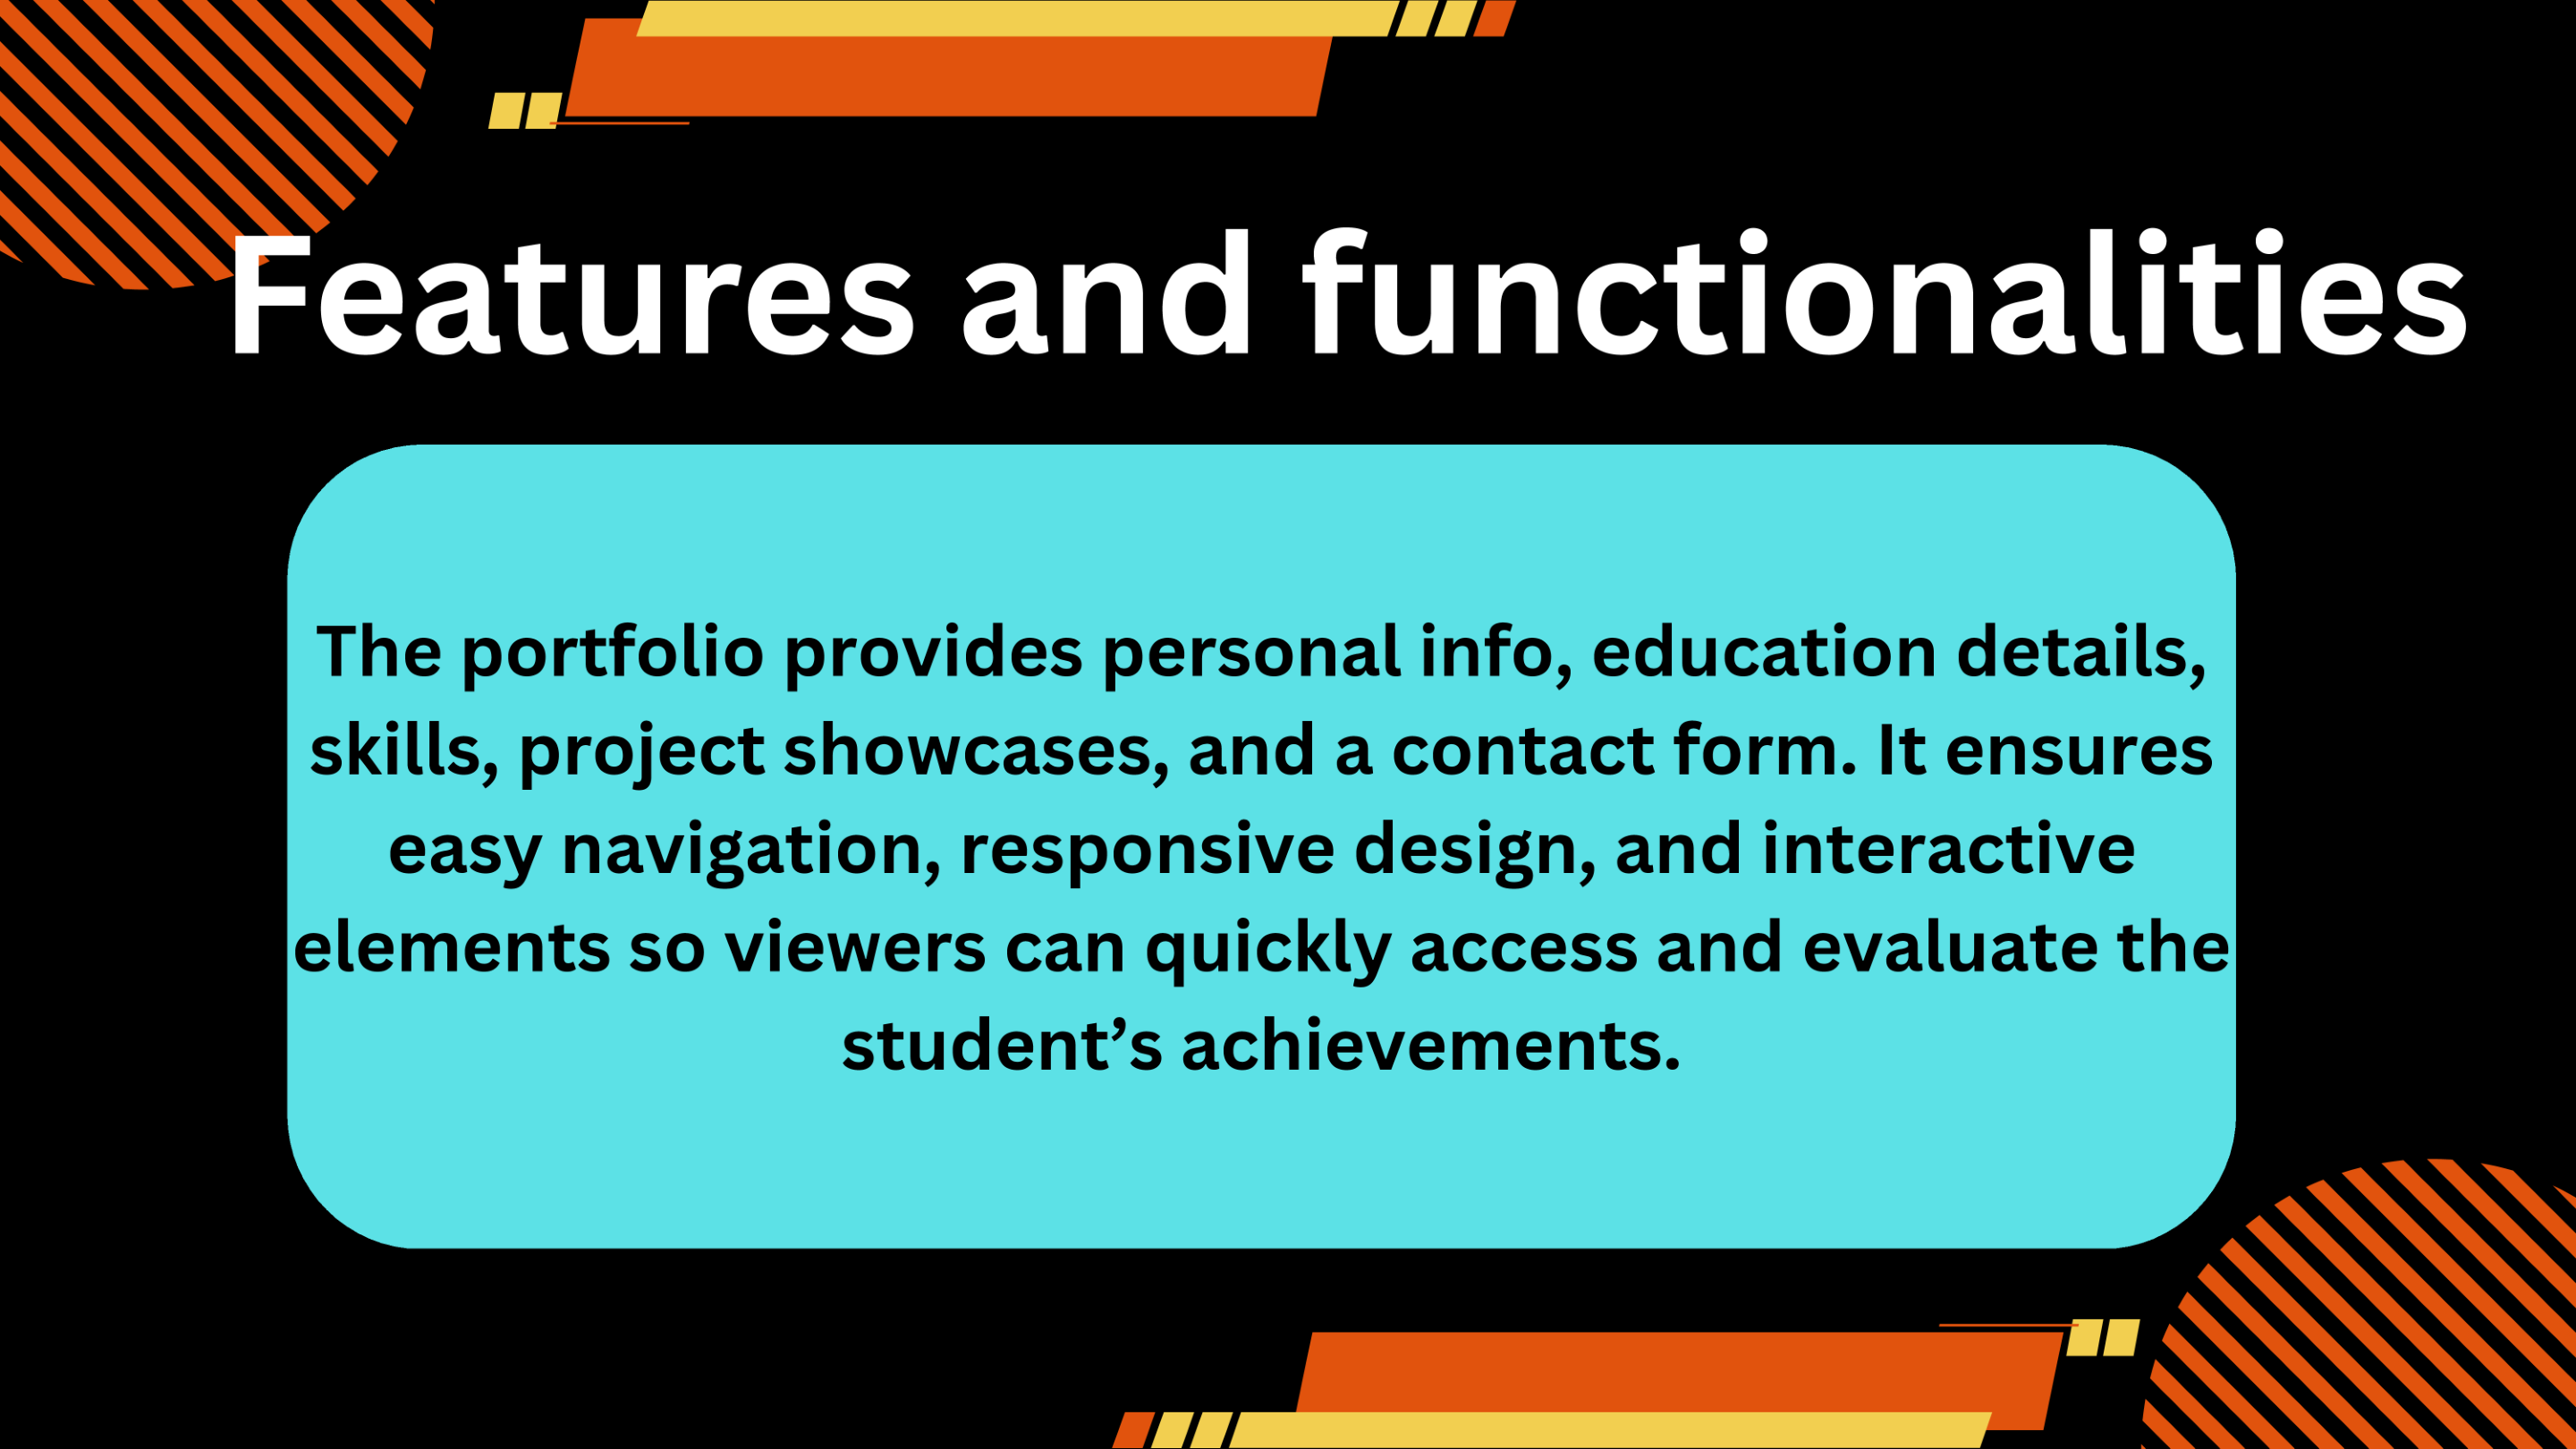 Features and functionalities
The portfolio provides personal info, education details,
skills, project showcases, and a contact form. It ensures
easy navigation, responsive design, and interactive
elements so viewers can quickly access and evaluate the
student’s achievements.